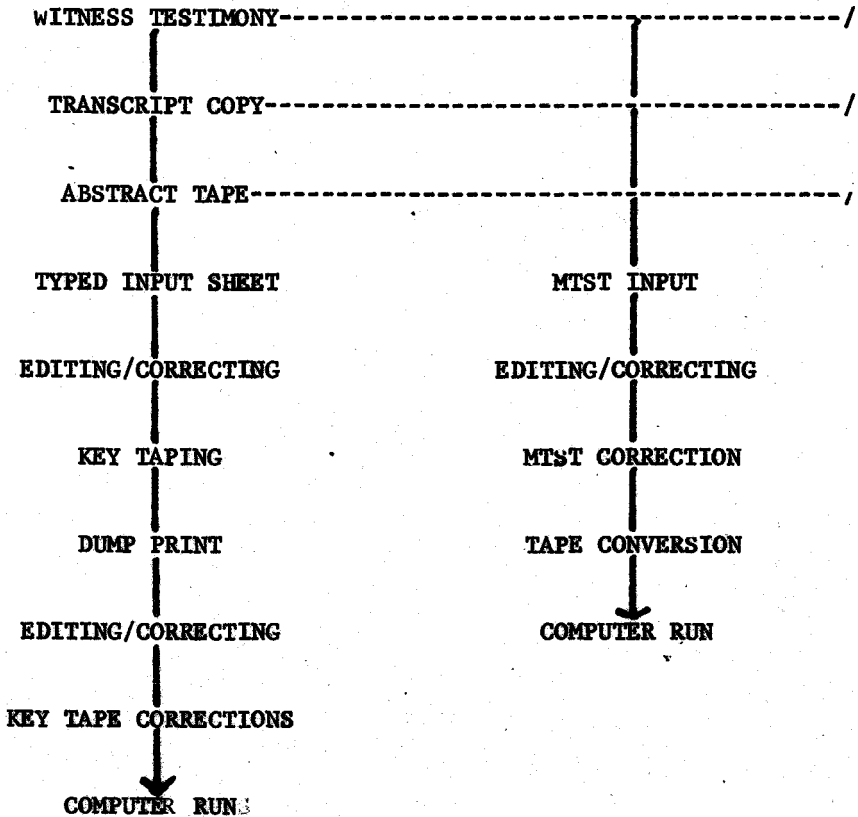 WITNESS TESTIMONY----------------------------------------/
TRANSCRIPT COPY-----------------------------------------/
ABSTRACT TAPE------------------------------------------/
TYPED INPUT SHEET MTST INPUT
EDITING/CORRECTING EDITING/CORRECTING
KEY TAPING MTST CORRECTION
DUMP PRINT TAPE CONVERSION
EDITING/CORRECTING COMPUTER RUN
KEY TAPE CORRECTIONS
COMPUTER RUN